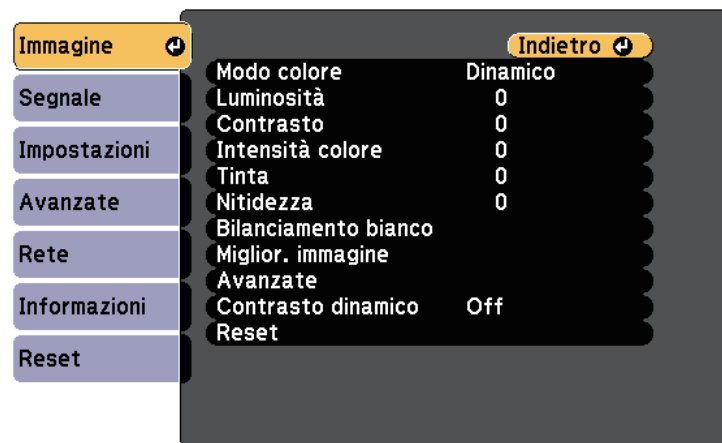 Immagine
Segnale
Impostazioni
Avanzate
Rete
Informazioni
Reset
Indietro
Modo colore Dinamico
Luminosità 0
Contrasto 0
Intensità colore 0
Tinta 0
Nitidezza 0
Bilanciamento bianco
Miglior. immagine
Avanzate
Contrasto dinamico Off
Reset